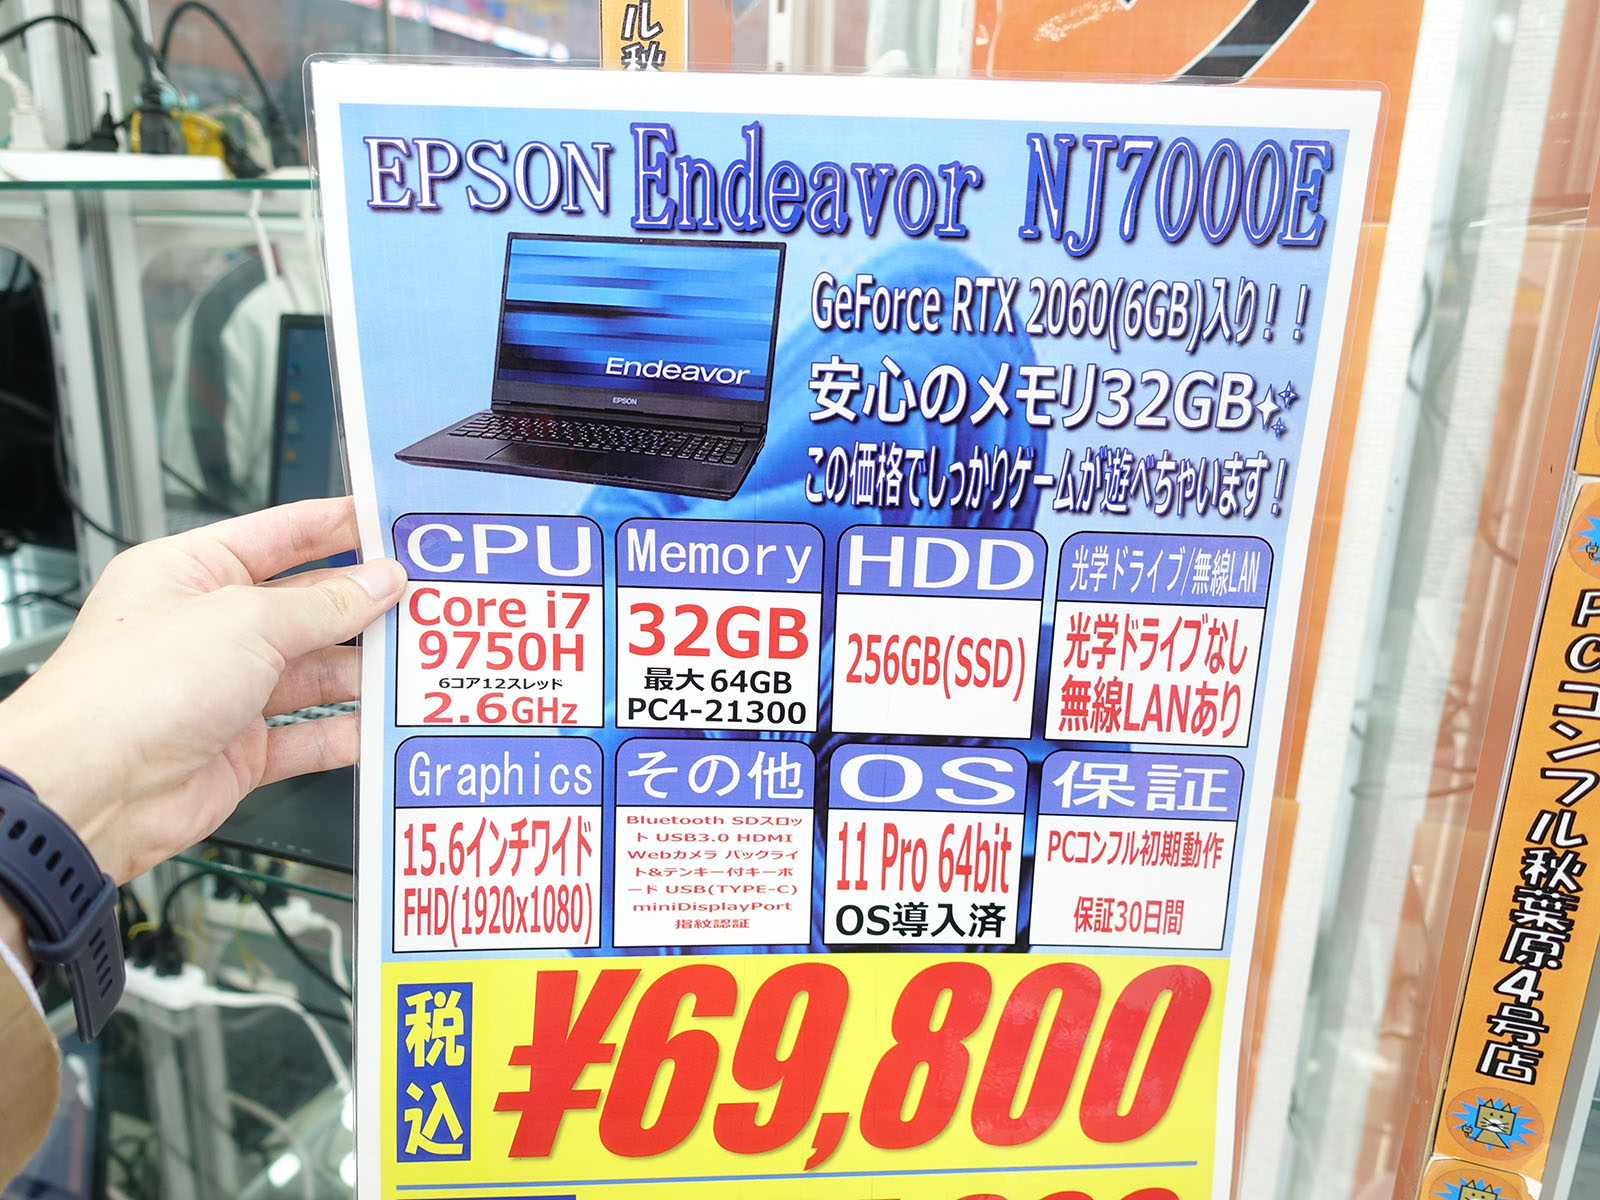 ル秋
EPSON Endeavor NJ7000E
GeForce RTX 2060(6GB)入り！！
安心のメモリ32GB
この価格でしっかりゲームが遊べちゃいます！
Endeavor
EPSON
CPU
Core i7
9750H
6コア12スレッド
2.6GHz
Memory
32GB
最大64GB
PC4-21300
HDD
256GB(SSD)
光学ドライブ/無線LAN
光学ドライブなし
無線LANあり
Graphics
15.6インチワイド
FHD(1920x1080)
その他
Bluetooth SDスロッ
ト USB3.0 HDMI
Webカメラ バックライ
ト&テンキー付キーボ
ード USB(TYPE-C)
miniDisplayPort
指紋認証
OS
11 Pro 64bit
OS導入済
保証
PCコンフル初期動作
保証30日間
税込
¥69,800
PCコンフル秋葉原4号店